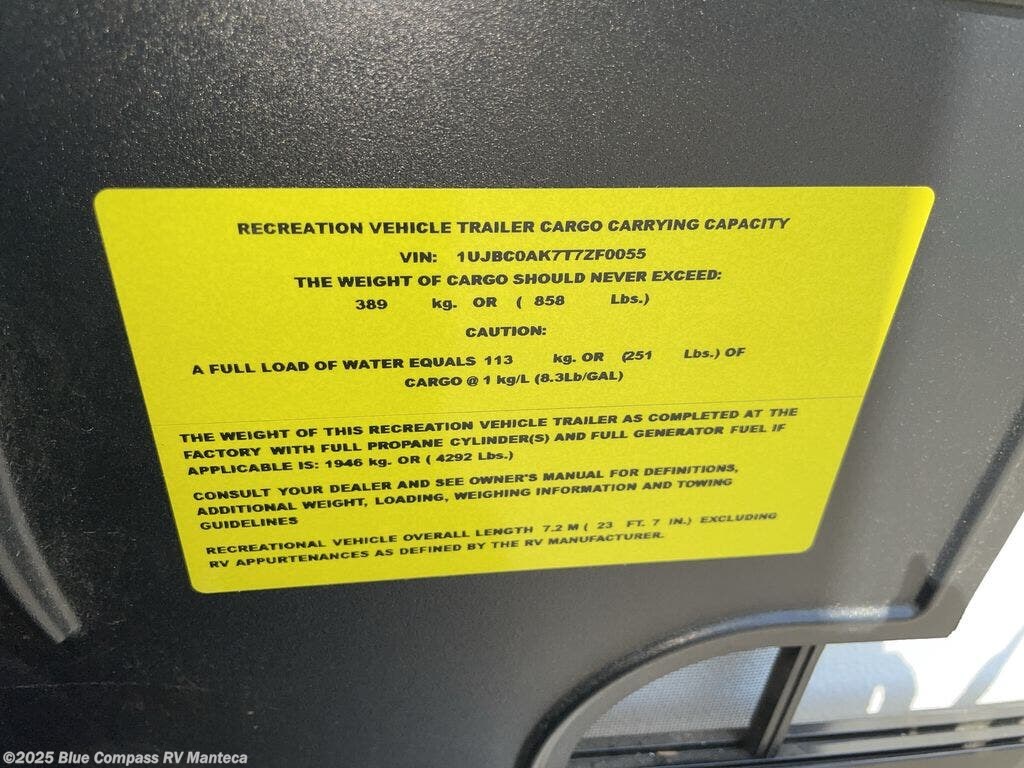 RECREATION VEHICLE TRAILER CARGO CARRYING CAPACITY
VIN: 1UJBC0AK7T7ZF0055
THE WEIGHT OF CARGO SHOULD NEVER EXCEED:
389 kg. OR ( 858 Lbs.)
CAUTION:
A FULL LOAD OF WATER EQUALS 113 kg. OR (251 Lbs.) OF
CARGO @ 1 kg/L (8.3Lb/GAL)
THE WEIGHT OF THIS RECREATION VEHICLE TRAILER AS COMPLETED AT THE
FACTORY WITH FULL PROPANE CYLINDER(S) AND FULL GENERATOR FUEL IF
APPLICABLE IS: 1946 kg. OR ( 4292 Lbs.)
CONSULT YOUR DEALER AND SEE OWNER'S MANUAL FOR DEFINITIONS,
ADDITIONAL WEIGHT, LOADING, WEIGHING INFORMATION AND TOWING
GUIDELINES
RECREATIONAL VEHICLE OVERALL LENGTH 7.2 M ( 23 FT. 7 IN.) EXCLUDING
RV APPURTENANCES AS DEFINED BY THE RV MANUFACTURER.
©2025 Blue Compass RV Manteca